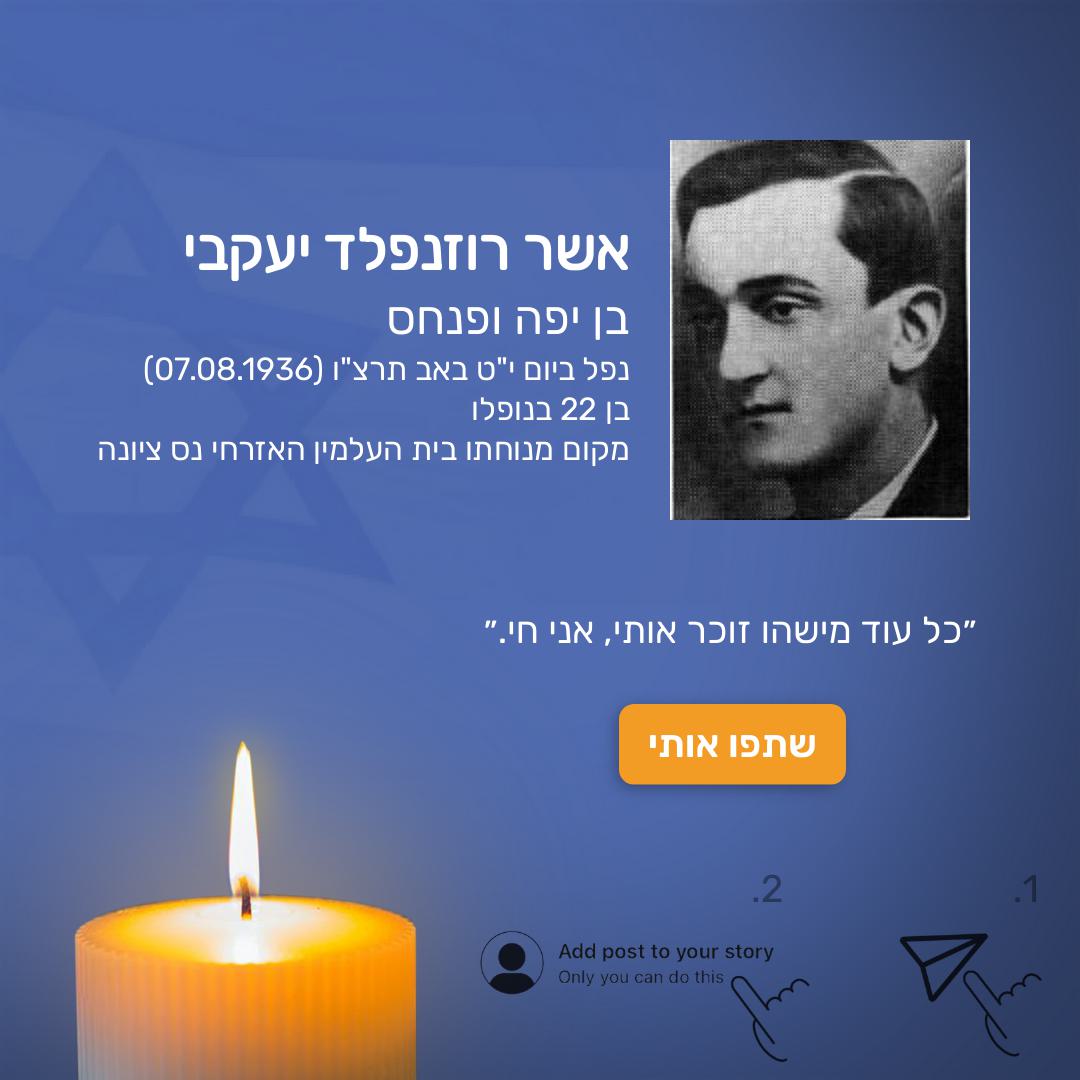 אשר רוזנפלד יעקבי
בן יפה ופנחס
נפל ביום י"ט באב תרצ"ו (07.08.1936)
בן 22 בנופלו
מקום מנוחתו בית העלמין האזרחי נס ציונה
״כל עוד מישהו זוכר אותי, אני חי.״
שתפו אותי
1.
2.
Add post to your story
Only you can do this